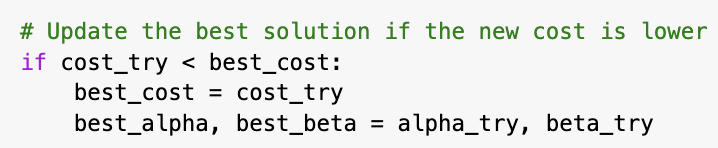 # Update the best solution if the new cost is lower
if cost_try < best_cost:
    best_cost = cost_try
    best_alpha, best_beta = alpha_try, beta_try